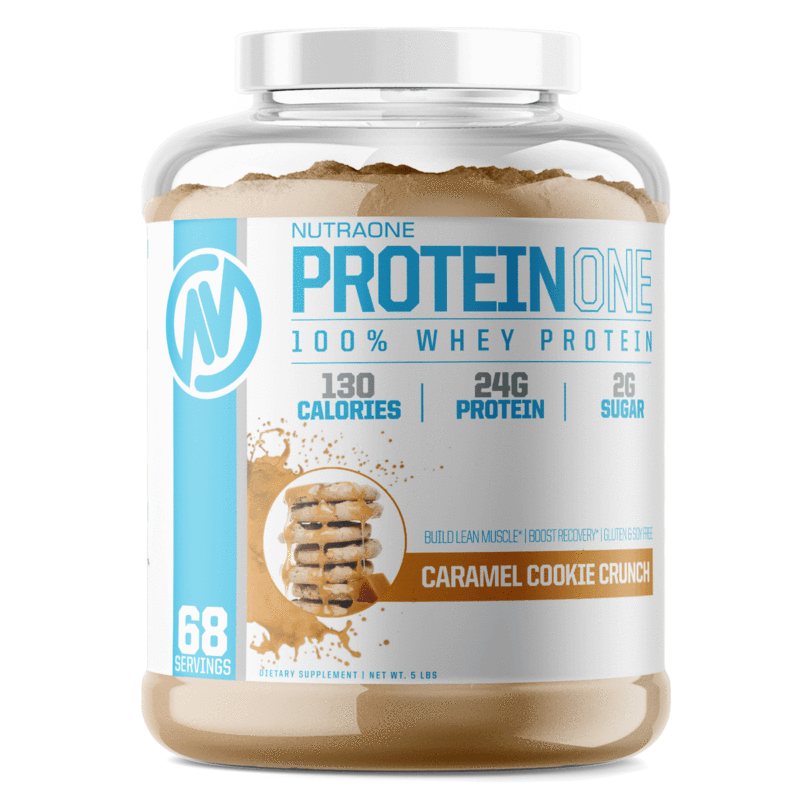 NUTRAONE
PROTEIN ONE
100% WHEY PROTEIN
130 CALORIES
24G PROTEIN
2G SUGAR
BUILD LEAN MUSCLE* | BOOST RECOVERY* | GLUTEN & SOY FREE
CARAMEL COOKIE CRUNCH
68
SERVINGS
DIETARY SUPPLEMENT | NET WT. 5 LBS